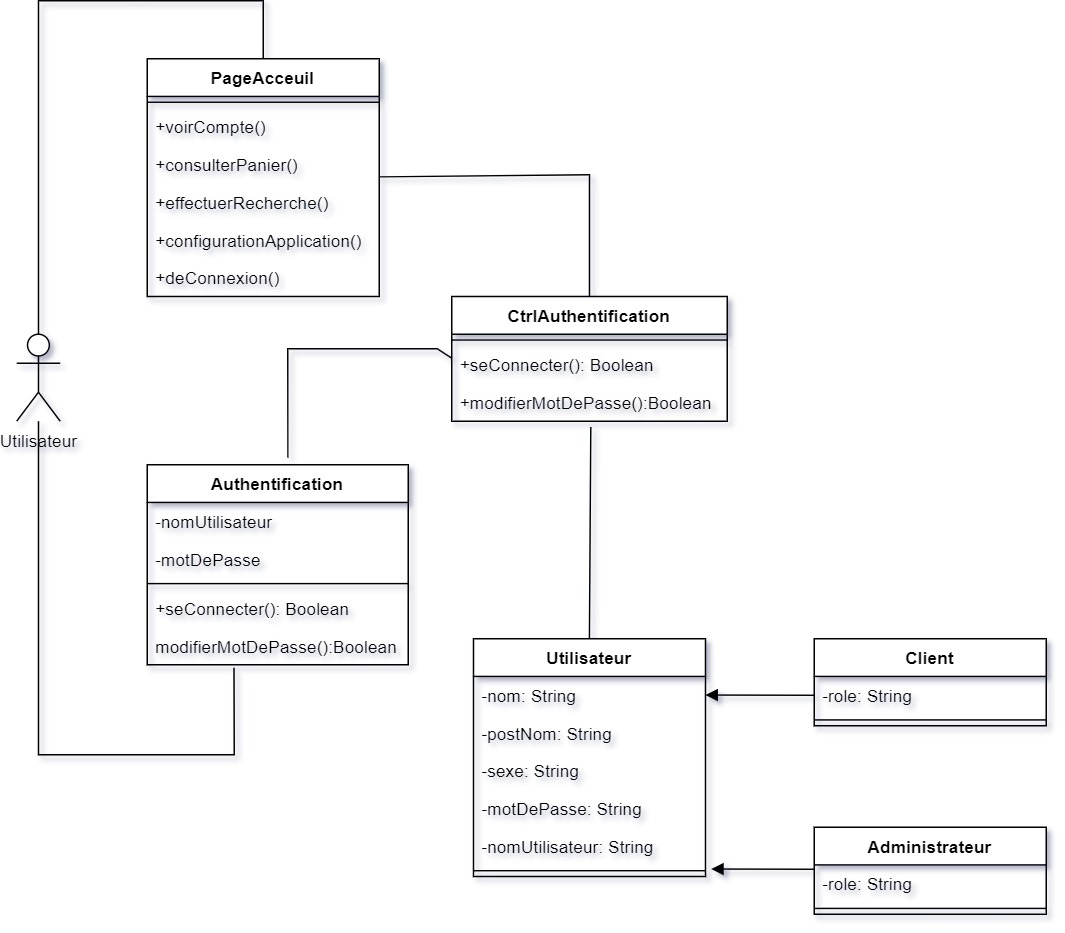 PageAcceuil
+voirCompte()
+consulterPanier()
+effectuerRecherche()
+configurationApplication()
+deConnexion()
CtrlAuthentification
+seConnecter(): Boolean
+modifierMotDePasse():Boolean
Utilisateur
Authentification
-nomUtilisateur
-motDePasse
+seConnecter(): Boolean
modifierMotDePasse():Boolean
Utilisateur
-nom: String
-postNom: String
-sexe: String
-motDePasse: String
-nomUtilisateur: String
Client
-role: String
Administrateur
-role: String